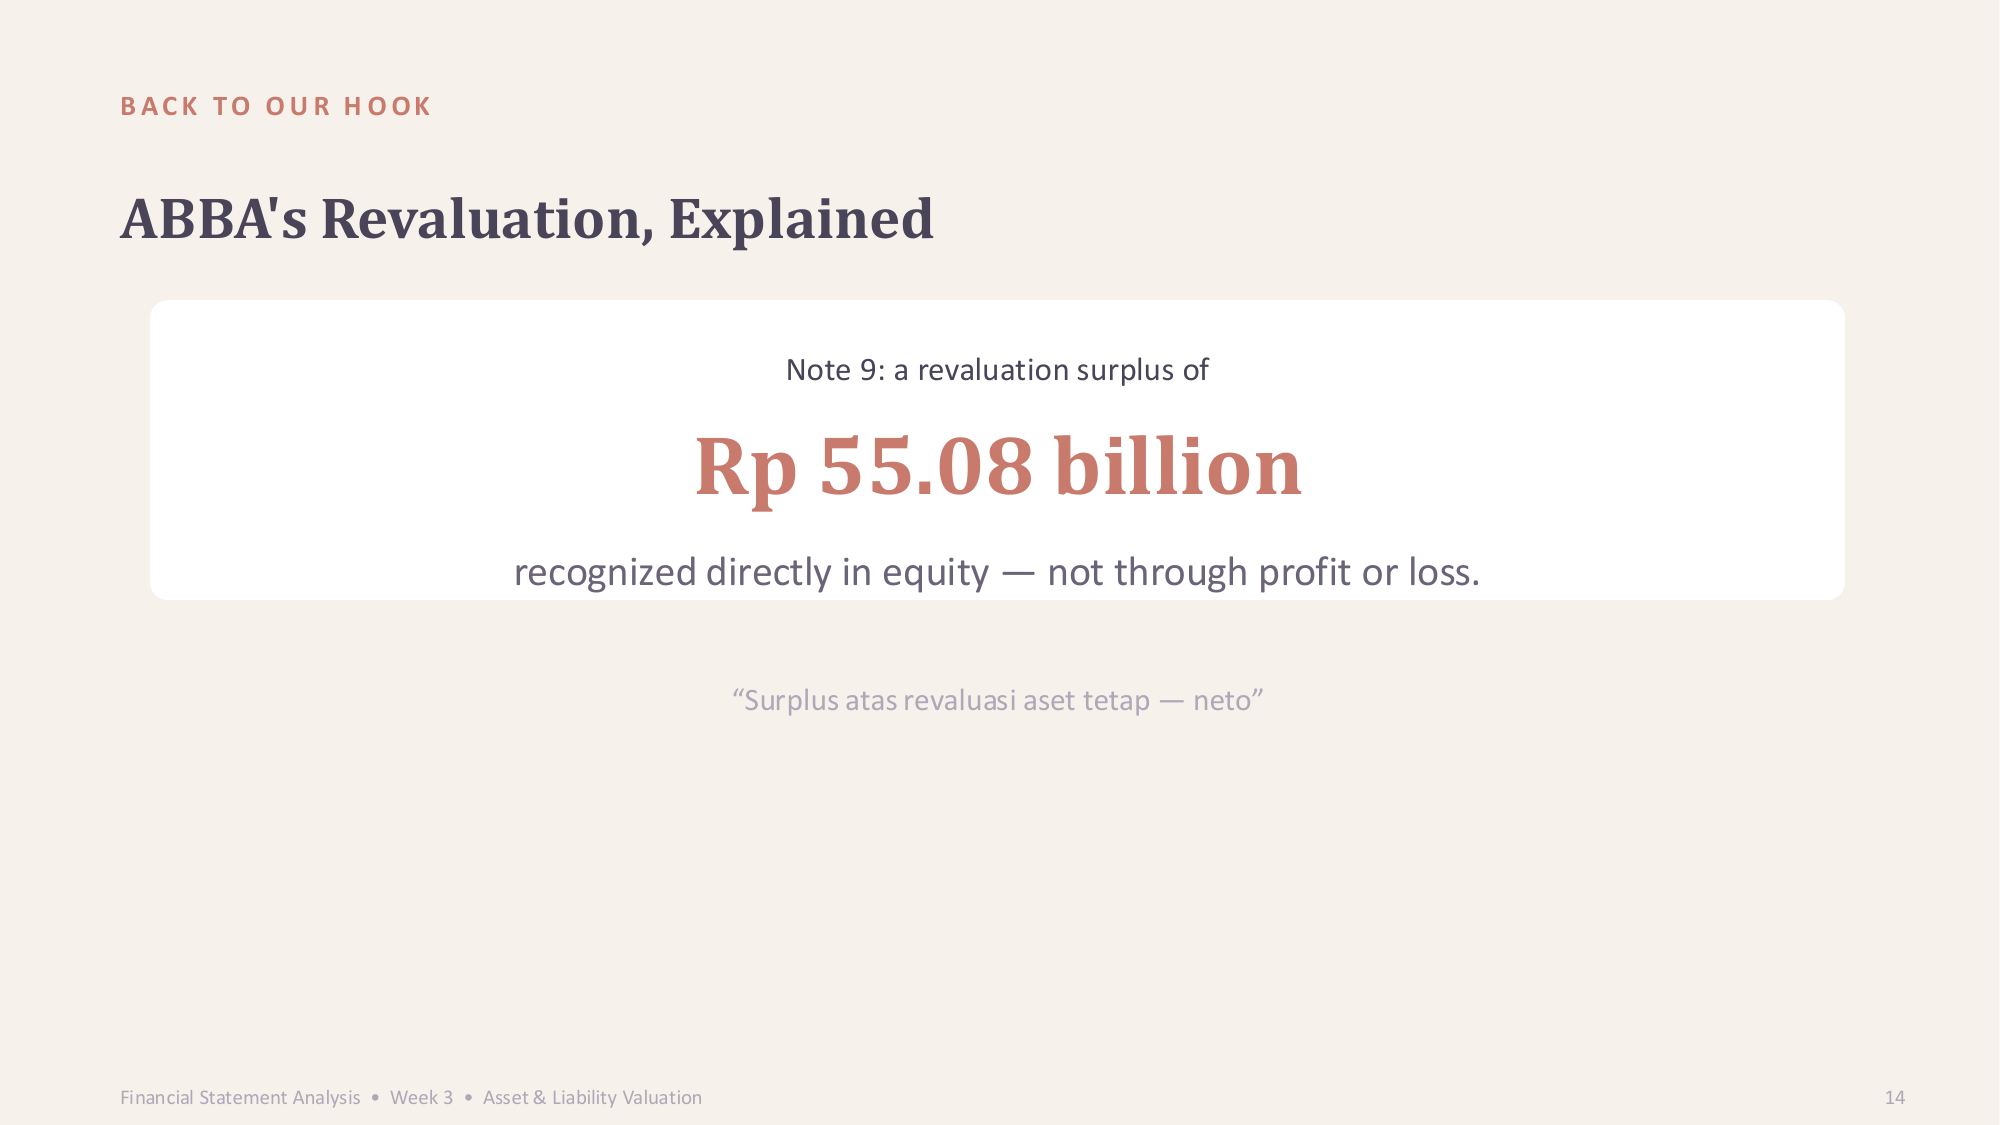 BACK TO OUR HOOK
ABBA's Revaluation, Explained
Note 9: a revaluation surplus of
Rp 55.08 billion
recognized directly in equity — not through profit or loss.
“Surplus atas revaluasi aset tetap — neto”
Financial Statement Analysis • Week 3 • Asset & Liability Valuation
14